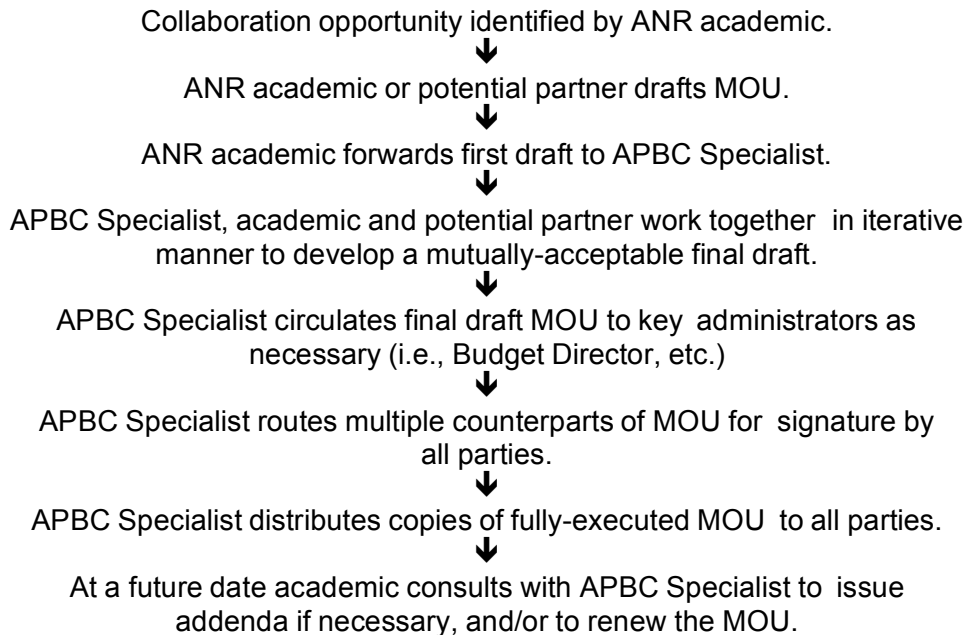 Collaboration opportunity identified by ANR academic.
ANR academic or potential partner drafts MOU.
ANR academic forwards first draft to APBC Specialist.
APBC Specialist, academic and potential partner work together in iterative
manner to develop a mutually-acceptable final draft.
APBC Specialist circulates final draft MOU to key administrators as
necessary (i.e., Budget Director, etc.)
APBC Specialist routes multiple counterparts of MOU for signature by
all parties.
APBC Specialist distributes copies of fully-executed MOU to all parties.
At a future date academic consults with APBC Specialist to issue
addenda if necessary, and/or to renew the MOU.